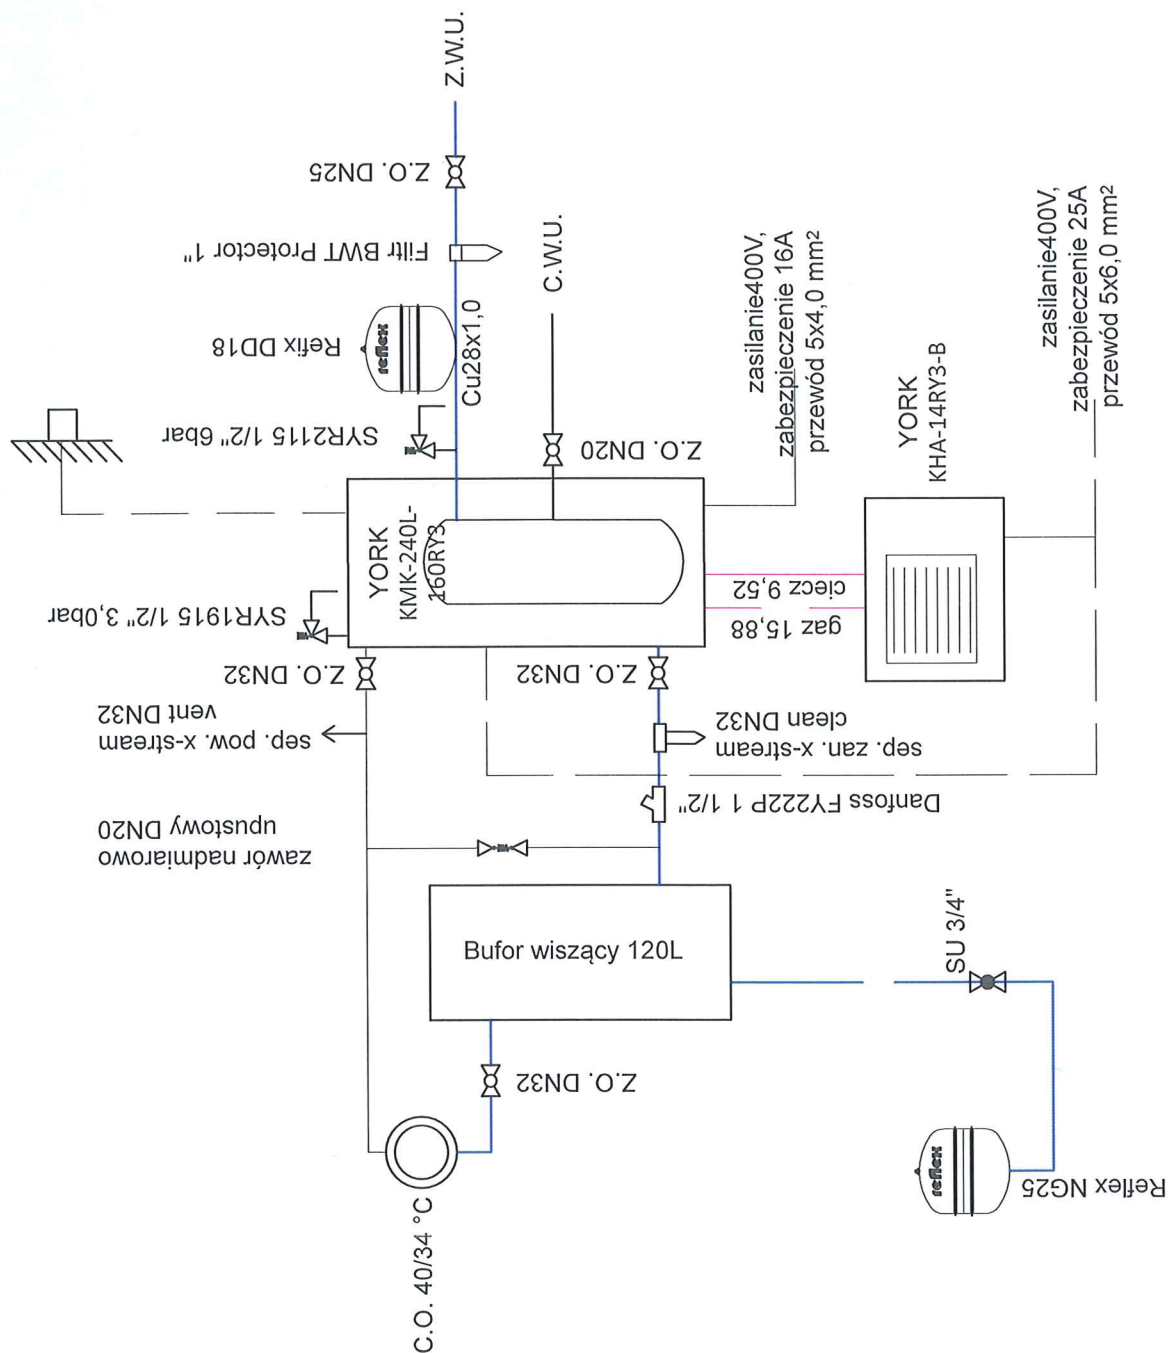 Z.W.U.
Z.O. DN25
Filtr BWT Protector 1"
C.W.U.
reflex
Refix DD18
Cu28x1,0
SYR2115 1/2" 6bar
Z.O. DN20
zasilanie400V,
zabezpieczenie 16A
przewód 5x4,0 mm²
zasilanie400V,
zabezpieczenie 25A
przewód 5x6,0 mm²
YORK
KHA-14RY3-B
YORK
KMK-240L-
160RY3
SYR1915 1/2" 3,0bar
ciecz 9,52
gaz 15,88
Z.O. DN32
Z.O. DN32
sep. pow. x-stream
vent DN32
sep. zan. x-stream
clean DN32
Danfoss FY222P 1 1/2"
zawór nadmiarowo
upustowy DN20
Bufor wiszący 120L
SU 3/4"
Z.O. DN32
reflex
Reflex NG25
C.O. 40/34 °C